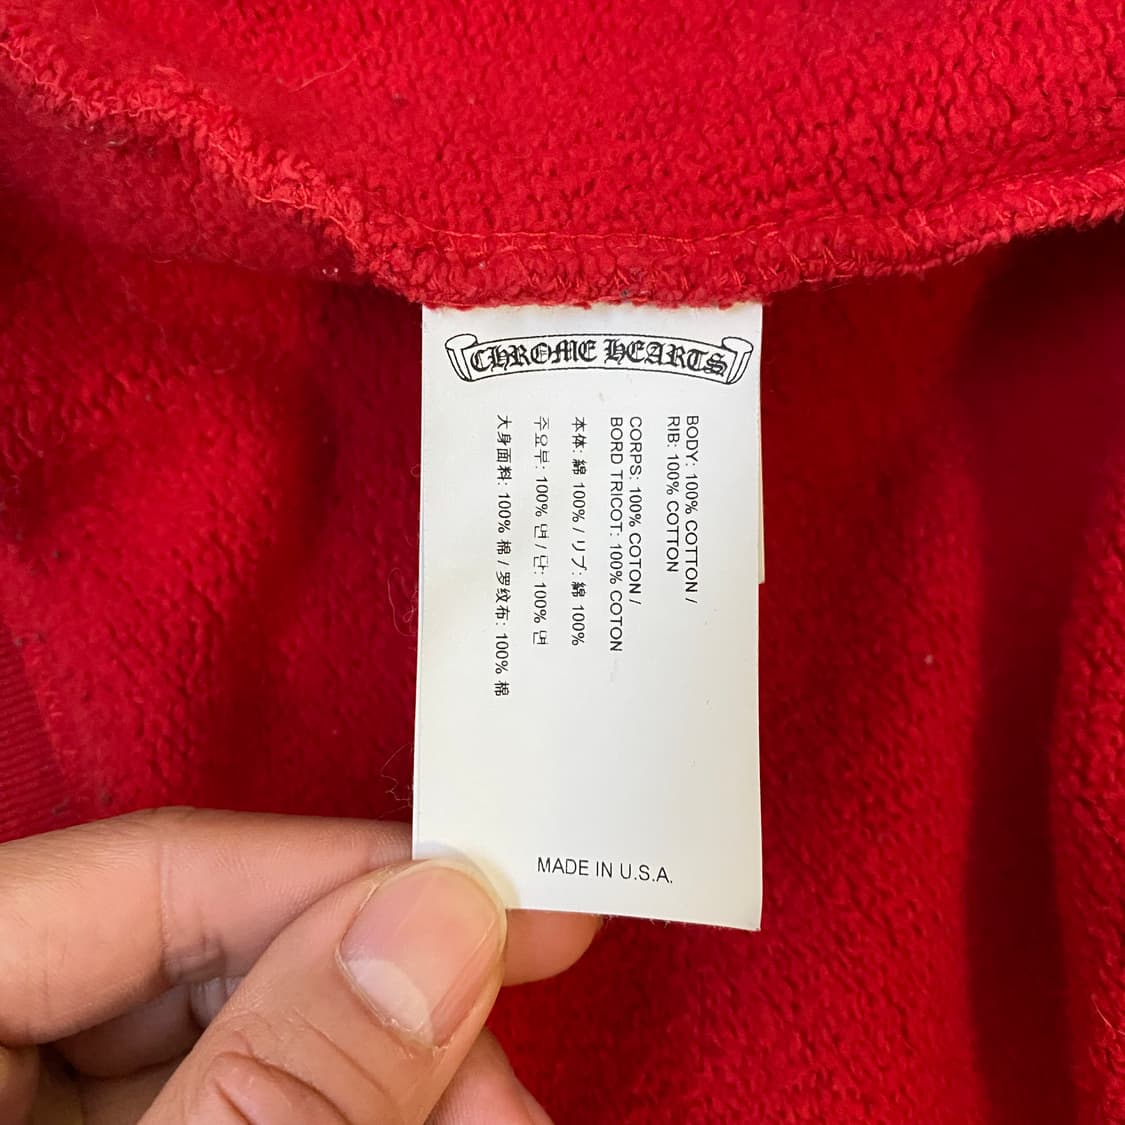 CHROME HEARTS
BODY: 100% COTTON /
RIB: 100% COTTON
CORPS: 100% COTON /
BORD TRICOT: 100% COTON
本体: 綿 100% / リブ: 綿 100%
주요부: 100% 면 / 단: 100% 면
大身面料: 100% 棉 / 罗纹布: 100% 棉
MADE IN U.S.A.